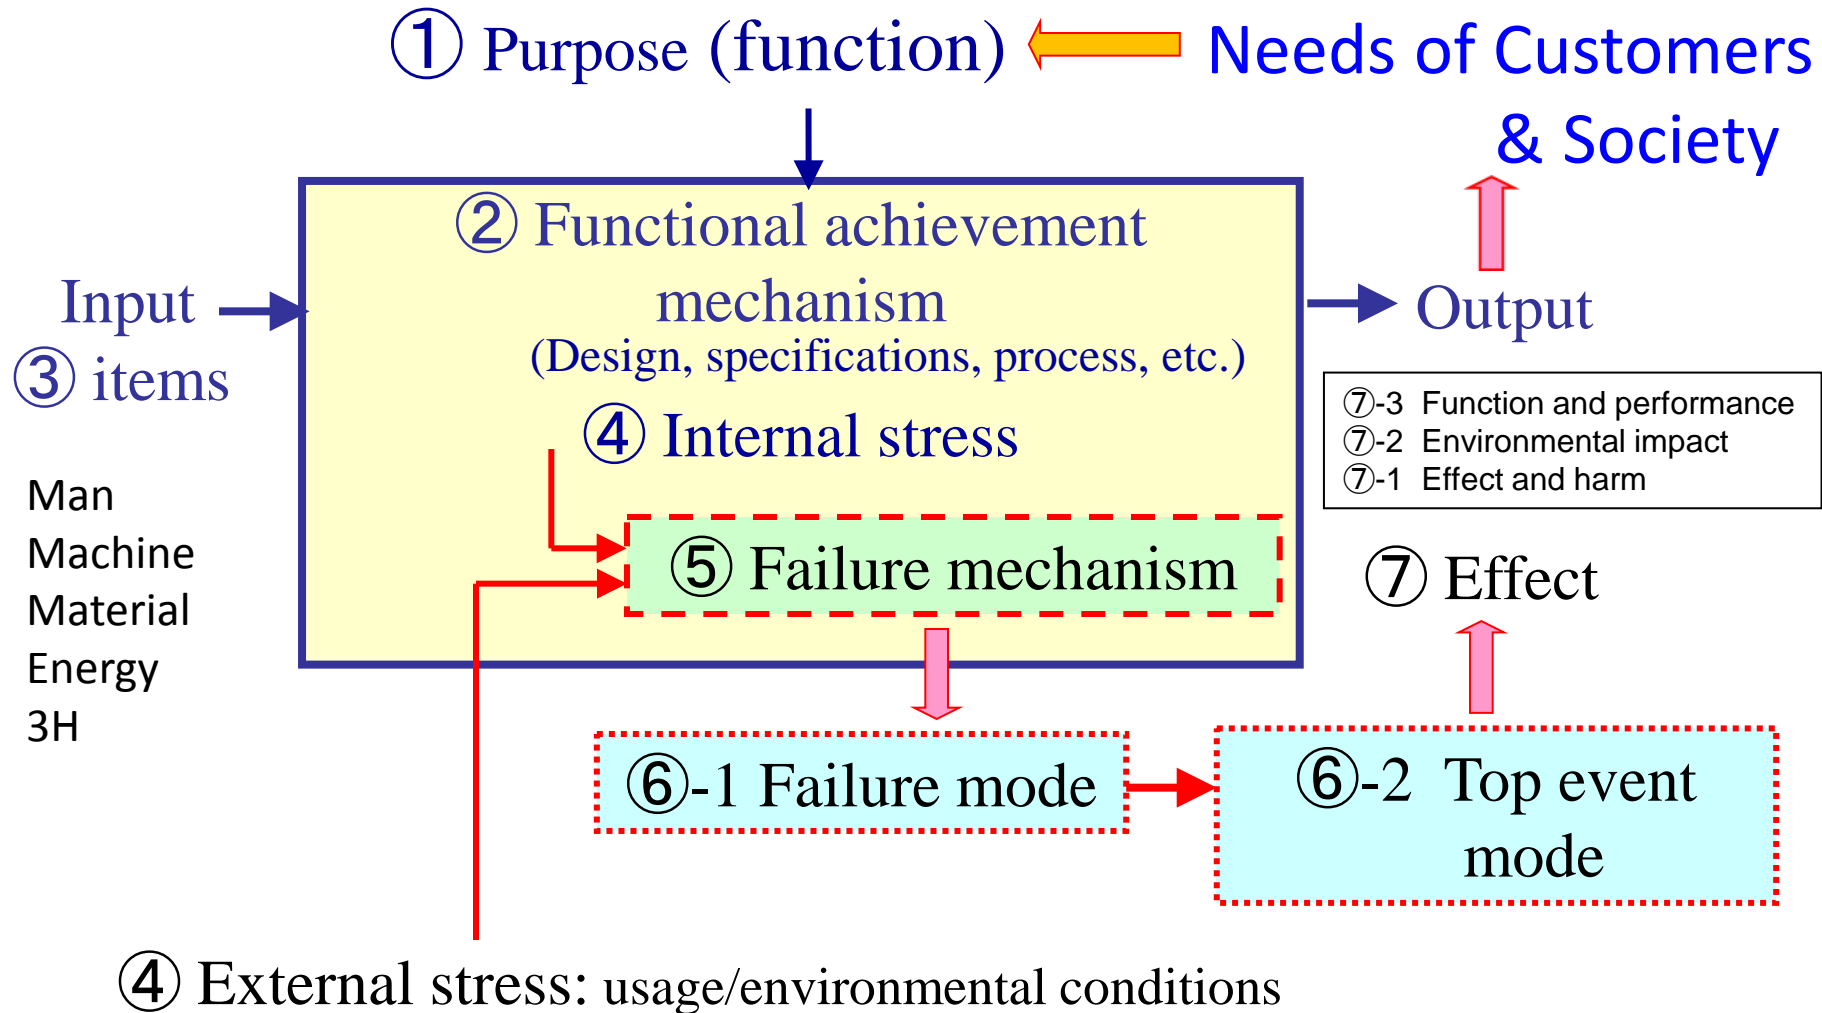 ① Purpose (function)
Needs of Customers
& Society
② Functional achievement
mechanism
(Design, specifications, process, etc.)
Input
③ items
Output
⑦-3 Function and performance
⑦-2 Environmental impact
⑦-1 Effect and harm
④ Internal stress
Man
Machine
Material
Energy
3H
⑤ Failure mechanism
⑦ Effect
⑥-1 Failure mode
⑥-2 Top event
mode
④ External stress: usage/environmental conditions